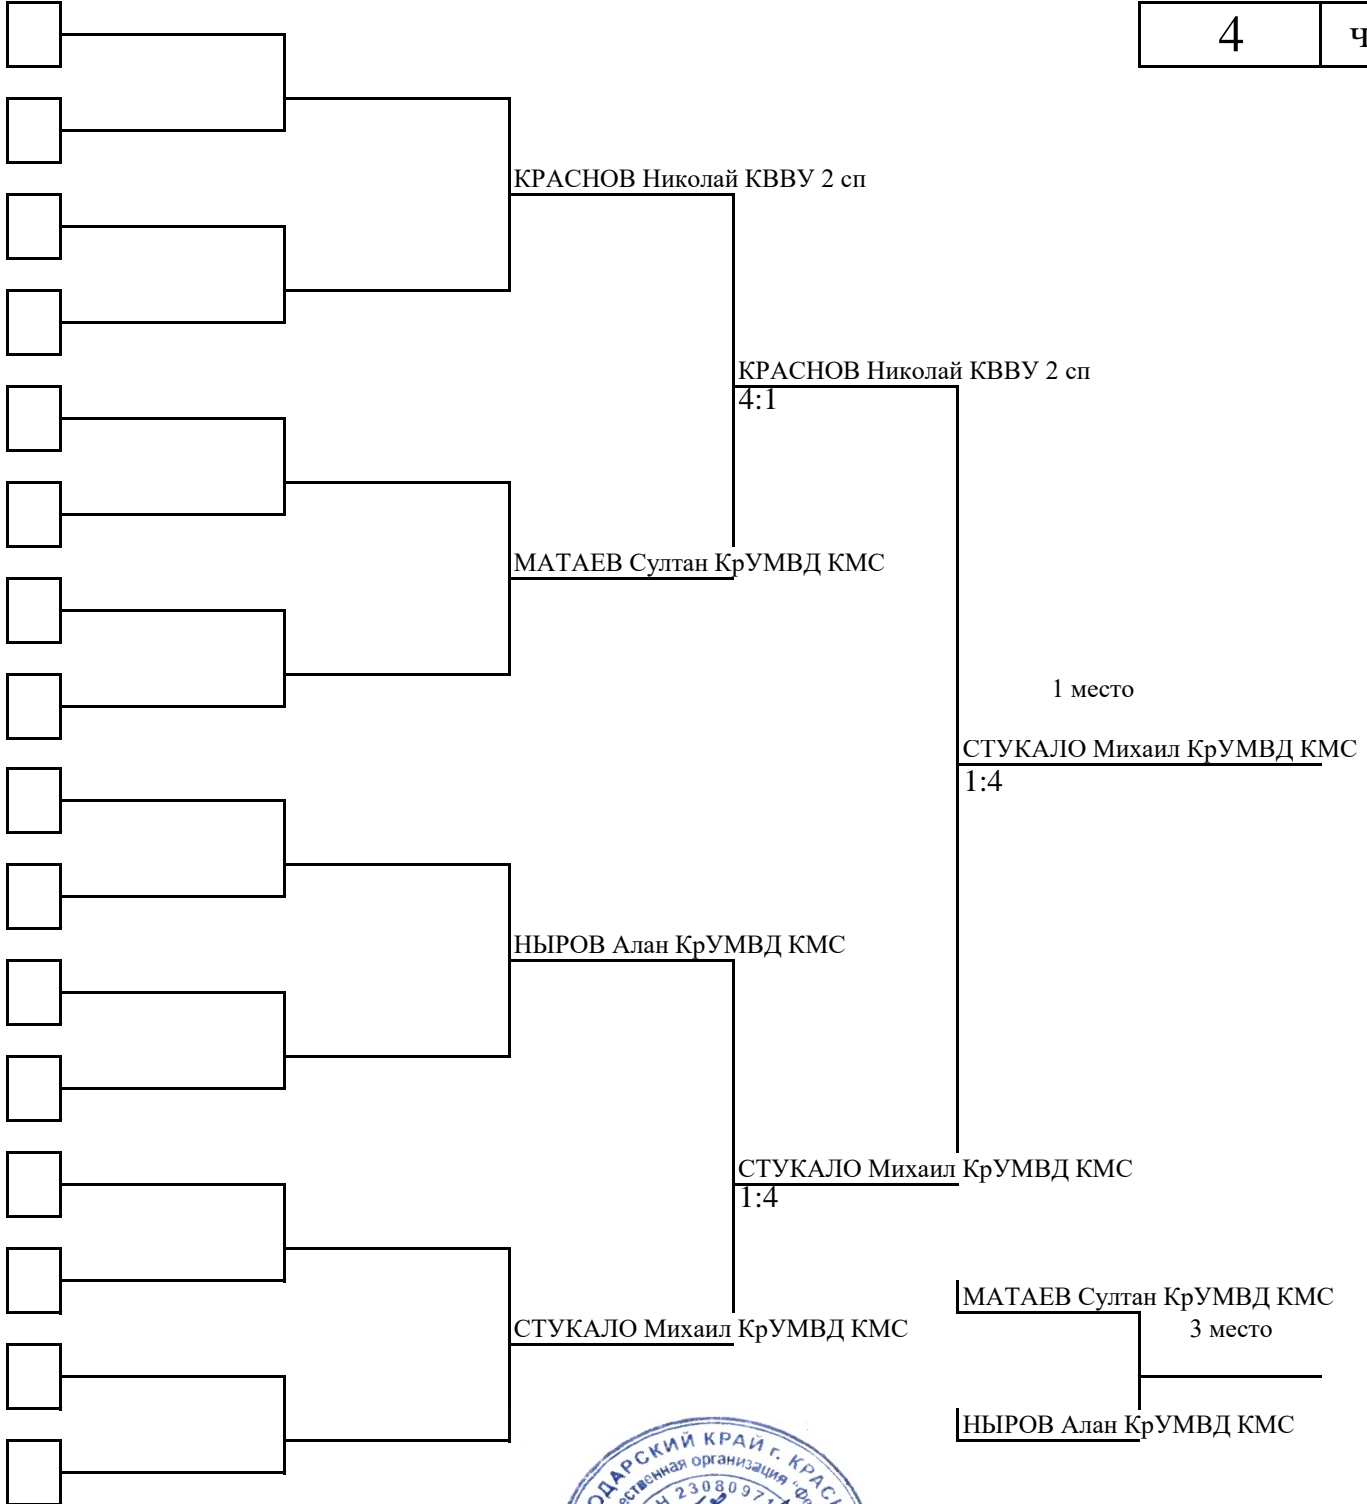 4
КРАСНОВ Николай КВВУ 2 сп
КРАСНОВ Николай КВВУ 2 сп
4:1
МАТАЕВ Султан КрУМВД КМС
1 место
СТУКАЛО Михаил КрУМВД КМС
1:4
НЫРОВ Алан КрУМВД КМС
СТУКАЛО Михаил КрУМВД КМС
1:4
МАТАЕВ Султан КрУМВД КМС
СТУКАЛО Михаил КрУМВД КМС
3 место
НЫРОВ Алан КрУМВД КМС
КРАЙ г.
организация